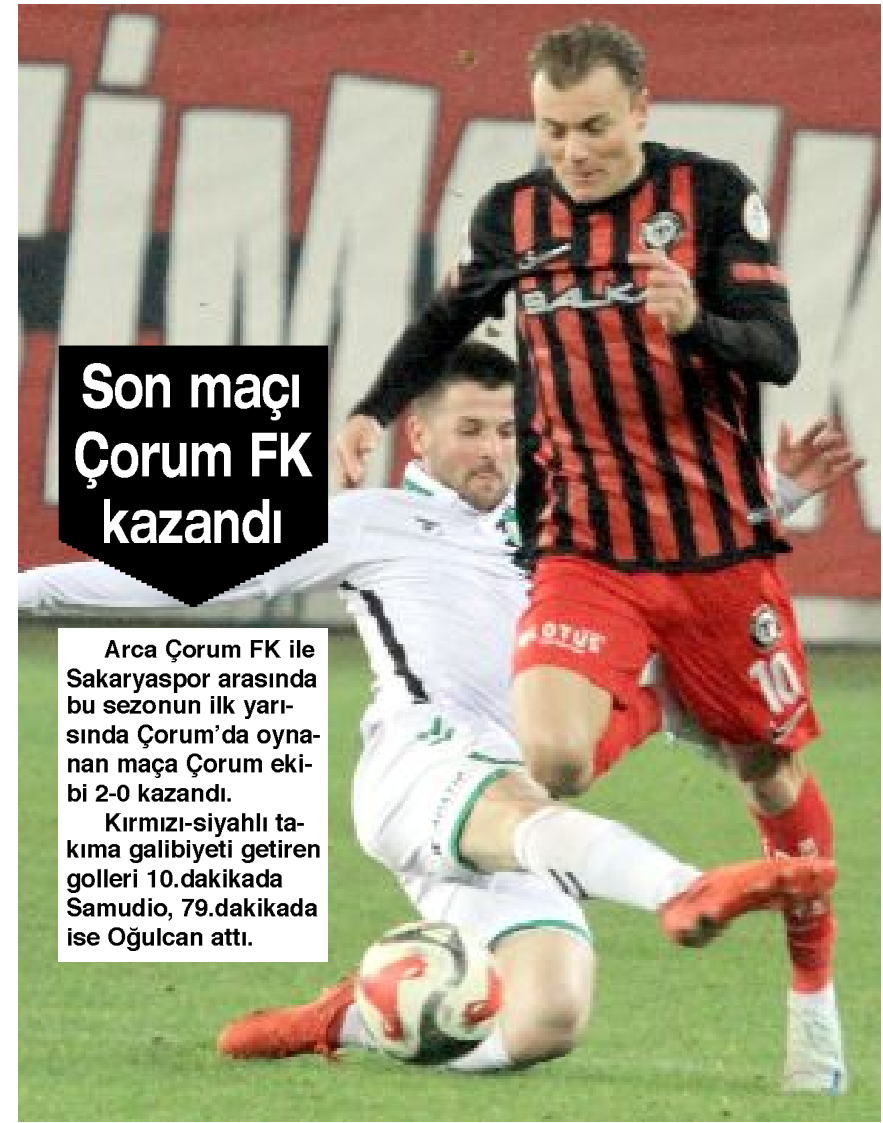 Son maçı
Çorum FK
kazandı
Arca Çorum FK ile
Sakaryaspor arasında
bu sezonun ilk yarı-
sında Çorum'da oyna-
nan maça Çorum eki-
bi 2-0 kazandı.
Kırmızı-siyahlı ta-
kıma galibiyeti getiren
golleri 10.dakikada
Samudio, 79.dakikada
ise Oğulcan attı.
BALKA
10